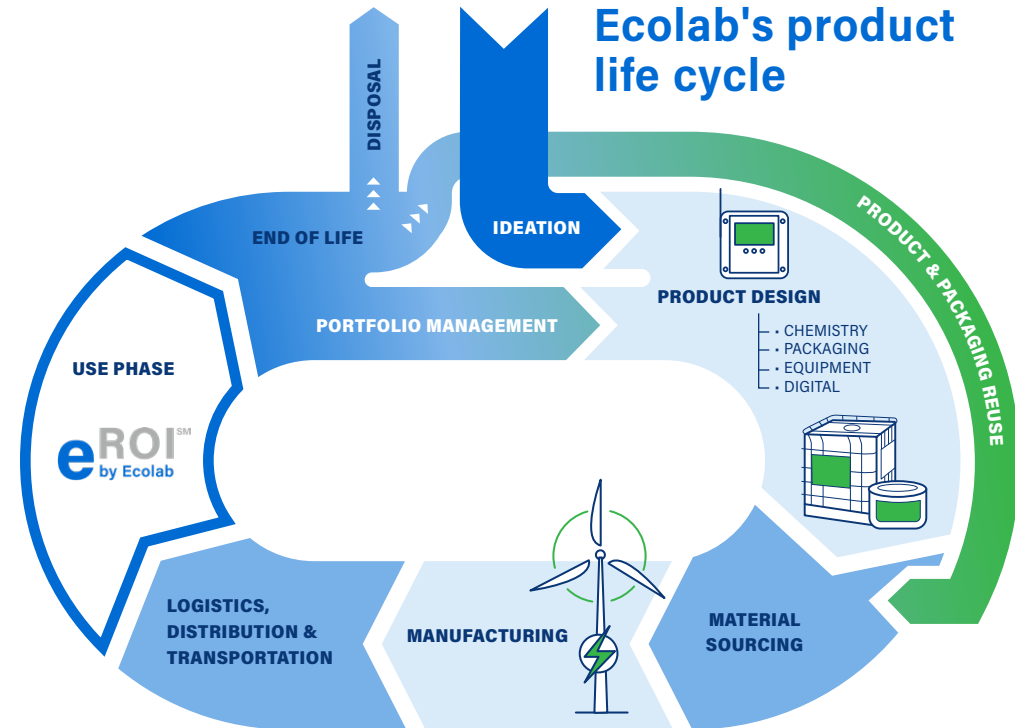 Ecolab's product
life cycle
DISPOSAL
IDEATION
END OF LIFE
PORTFOLIO MANAGEMENT
PRODUCT DESIGN
· CHEMISTRY
· PACKAGING
· EQUIPMENT
· DIGITAL
PRODUCT & PACKAGING REUSE
MATERIAL
SOURCING
MANUFACTURING
LOGISTICS,
DISTRIBUTION &
TRANSPORTATION
USE PHASE
eROI℠
by Ecolab